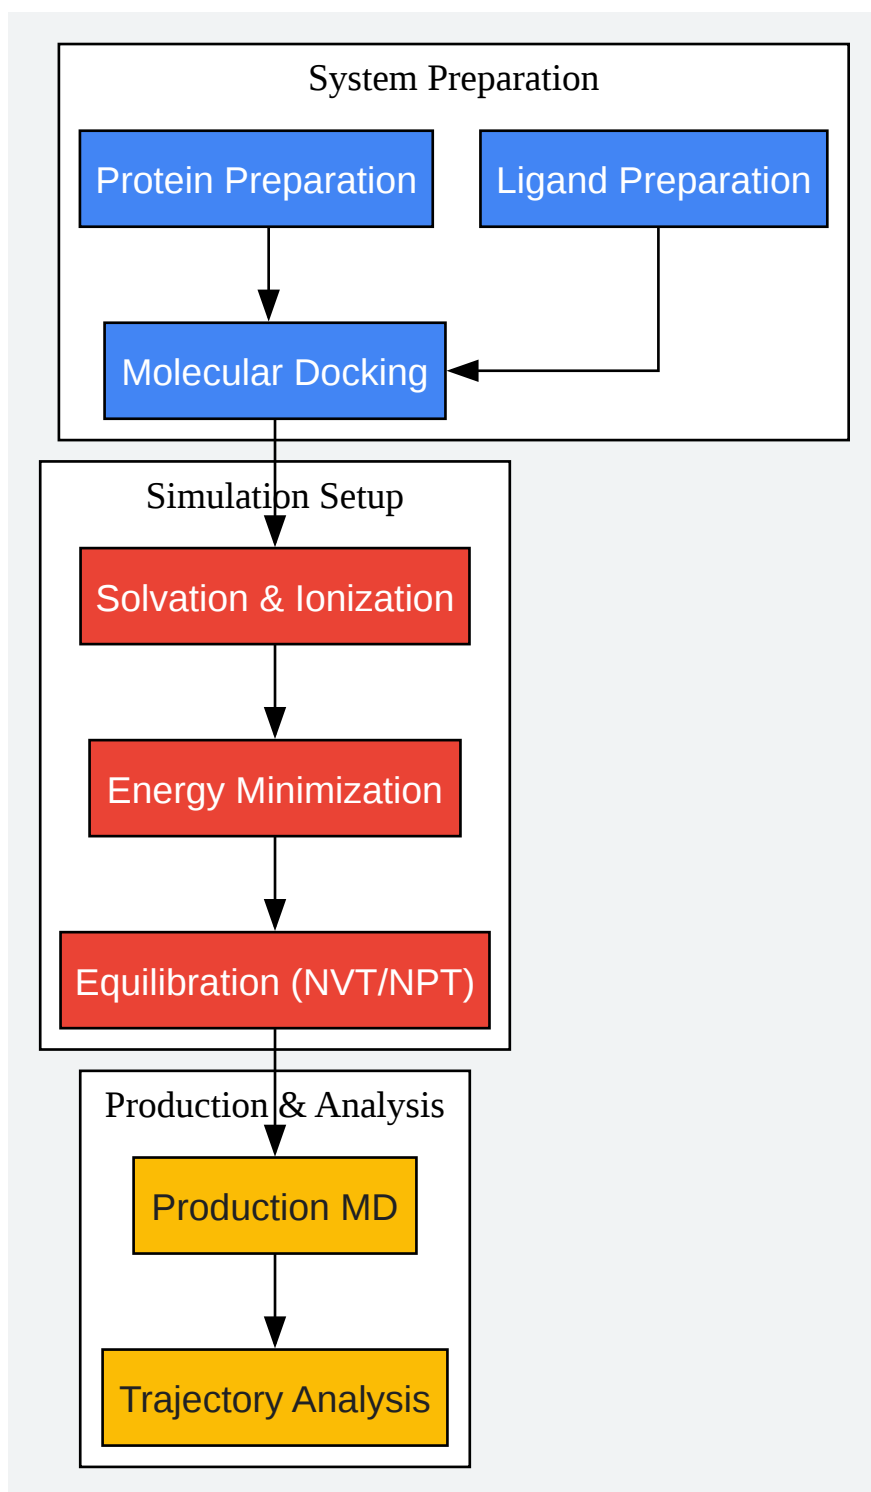 System Preparation
Protein Preparation
Ligand Preparation
Molecular Docking
Simulation Setup
Solvation & Ionization
Energy Minimization
Equilibration (NVT/NPT)
Production & Analysis
Production MD
Trajectory Analysis